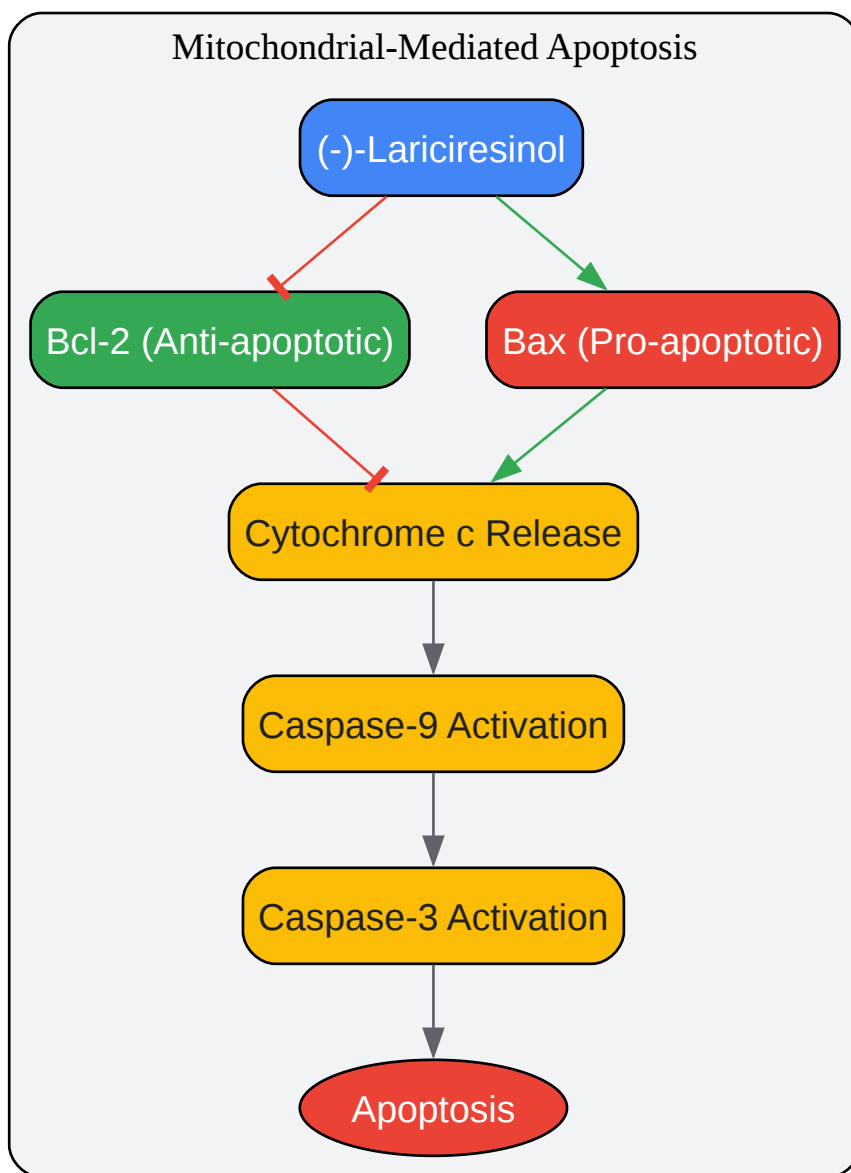 Mitochondrial-Mediated Apoptosis
(-)-Lariciresinol
Bcl-2 (Anti-apoptotic)
Bax (Pro-apoptotic)
Cytochrome c Release
Caspase-9 Activation
Caspase-3 Activation
Apoptosis